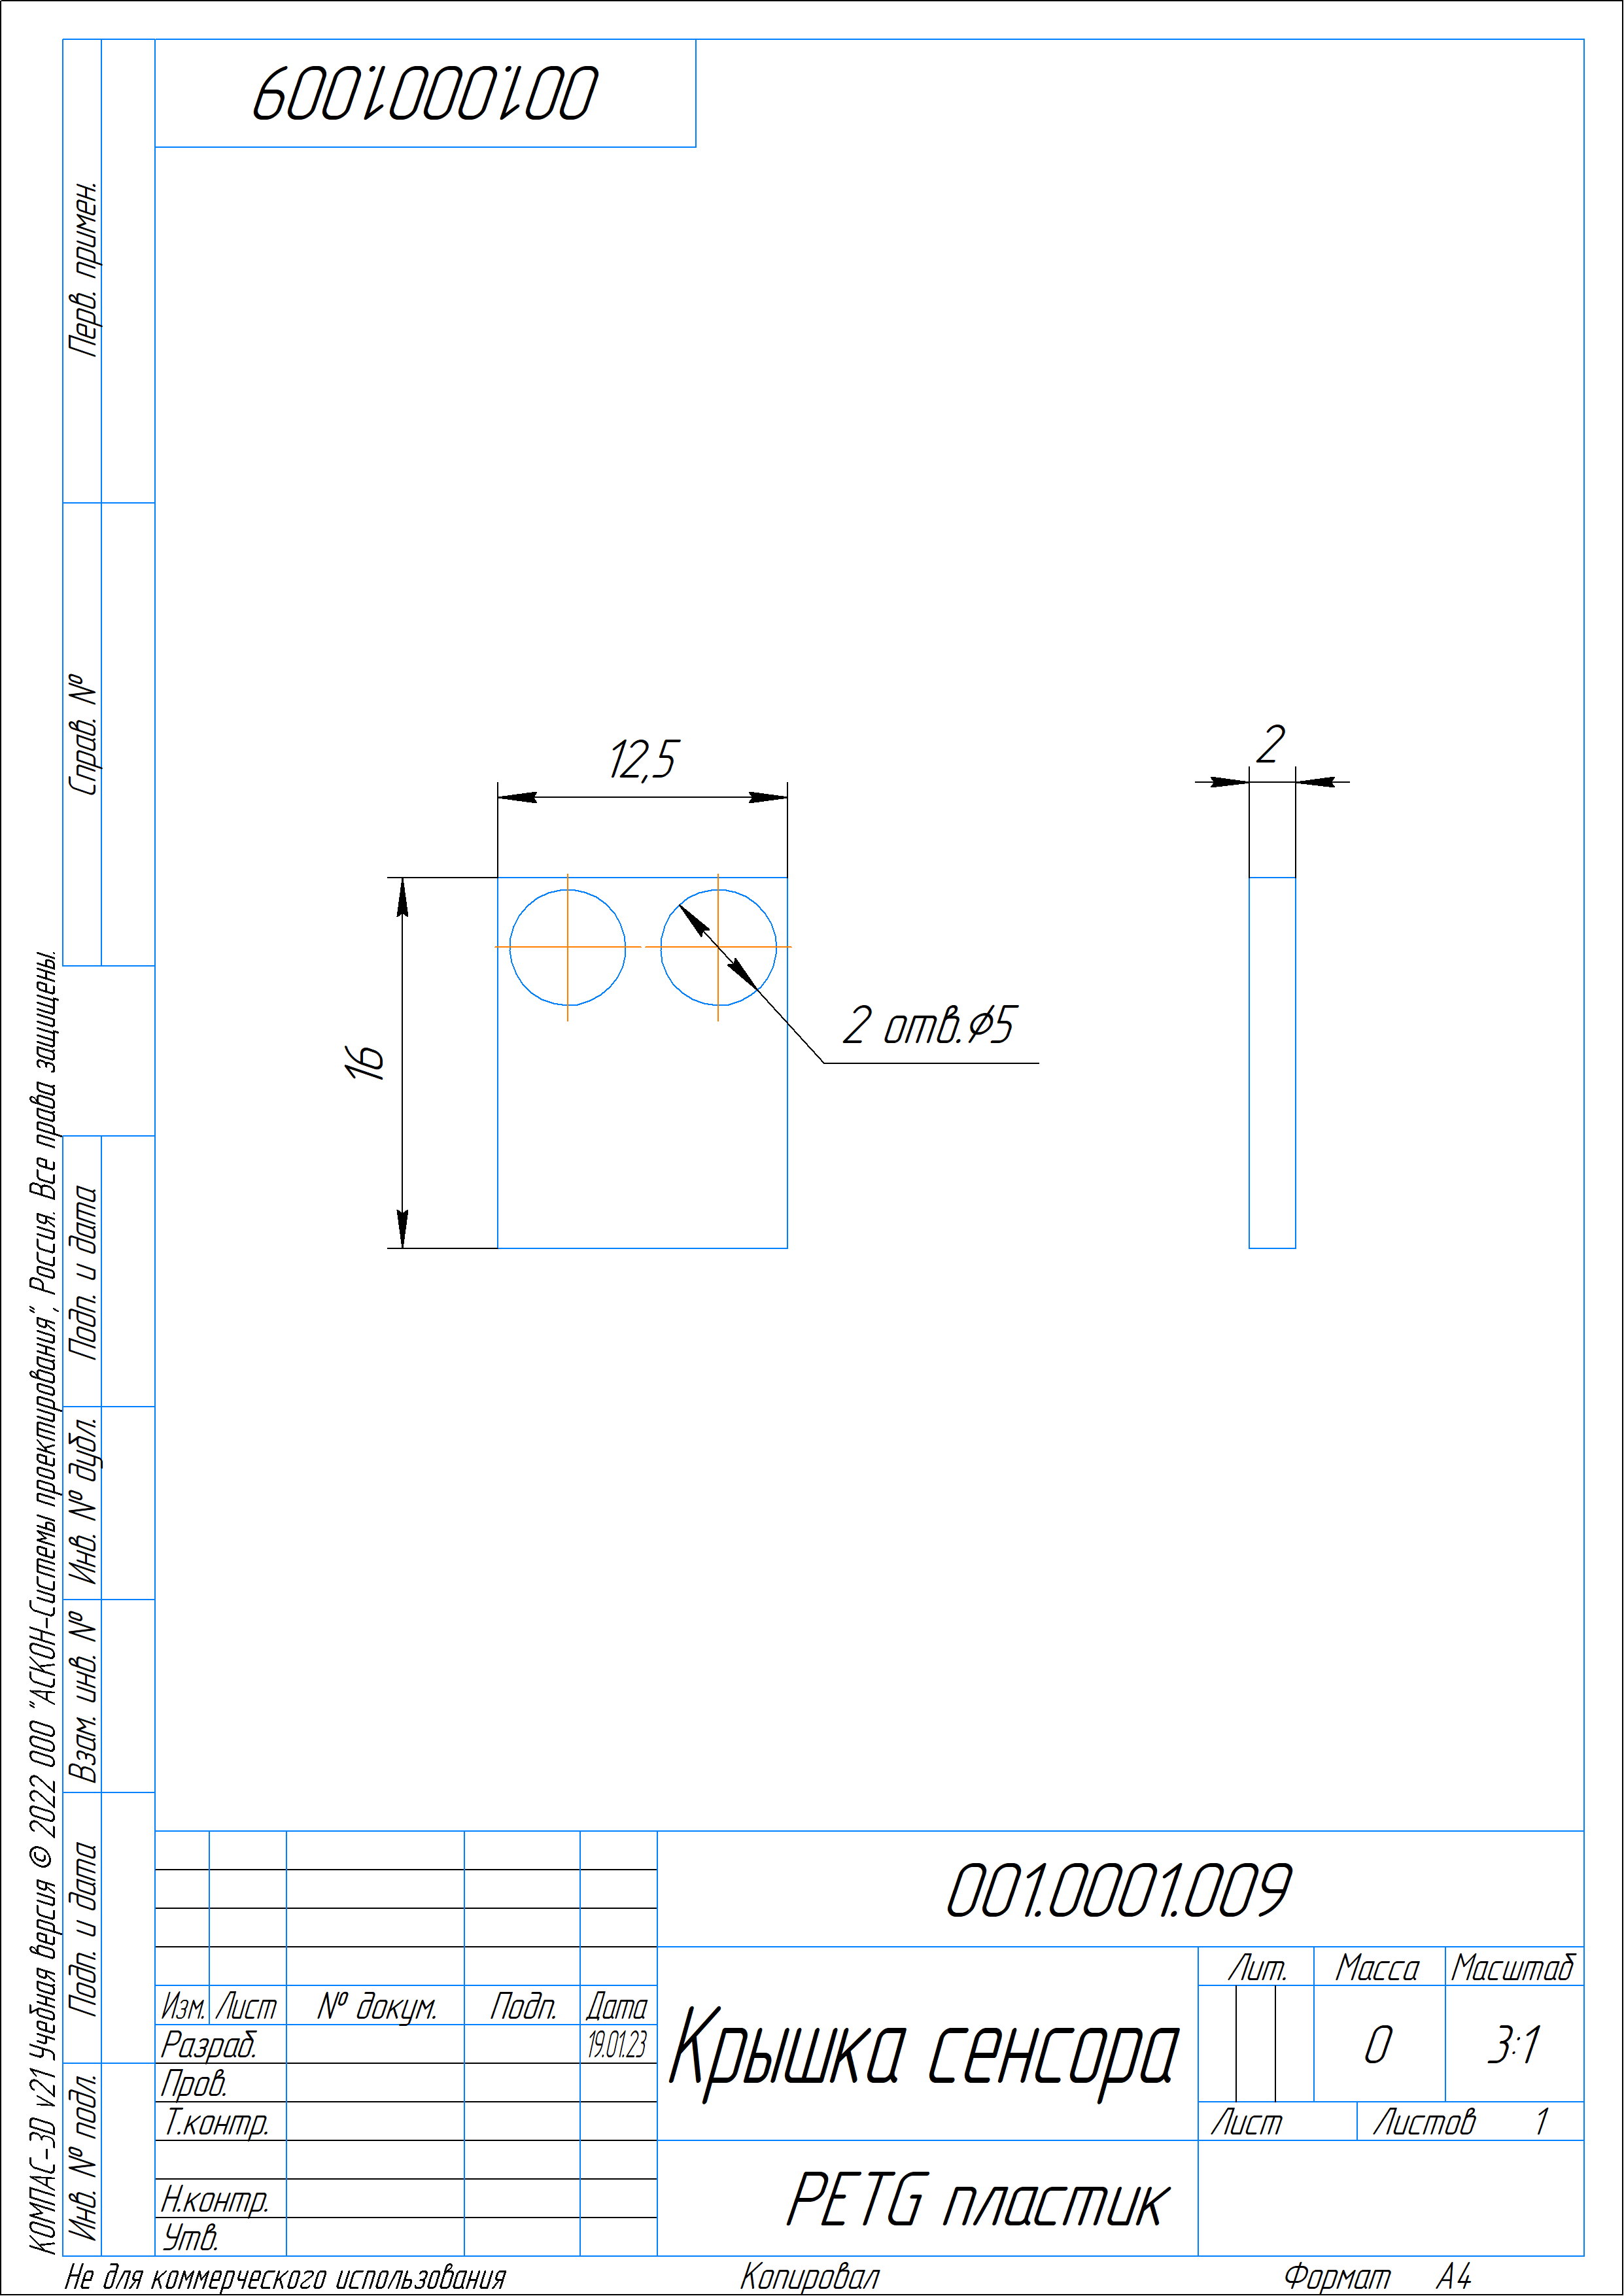 001.0001.009
Перв. примен.
Справ. №
Подп. и дата
Инв. № дубл.
Взам. инв. №
Подп. и дата
Инв. № подл.
КОМПАС-3D v21 Учебная версия © 2022 ООО "АСКОН-Системы проектирования", Россия. Все права защищены.
12,5
2
16
2 отв.⌀5
001.0001.009
Лит. Масса Масштаб
Изм. Лист № докум. Подп. Дата
Разраб. 19.01.23
Крышка сенсора
0 3:1
Пров.
Т.контр.
Лист Листов 1
Н.контр.
Утв.
PETG пластик
Не для коммерческого использования Копировал Формат А4